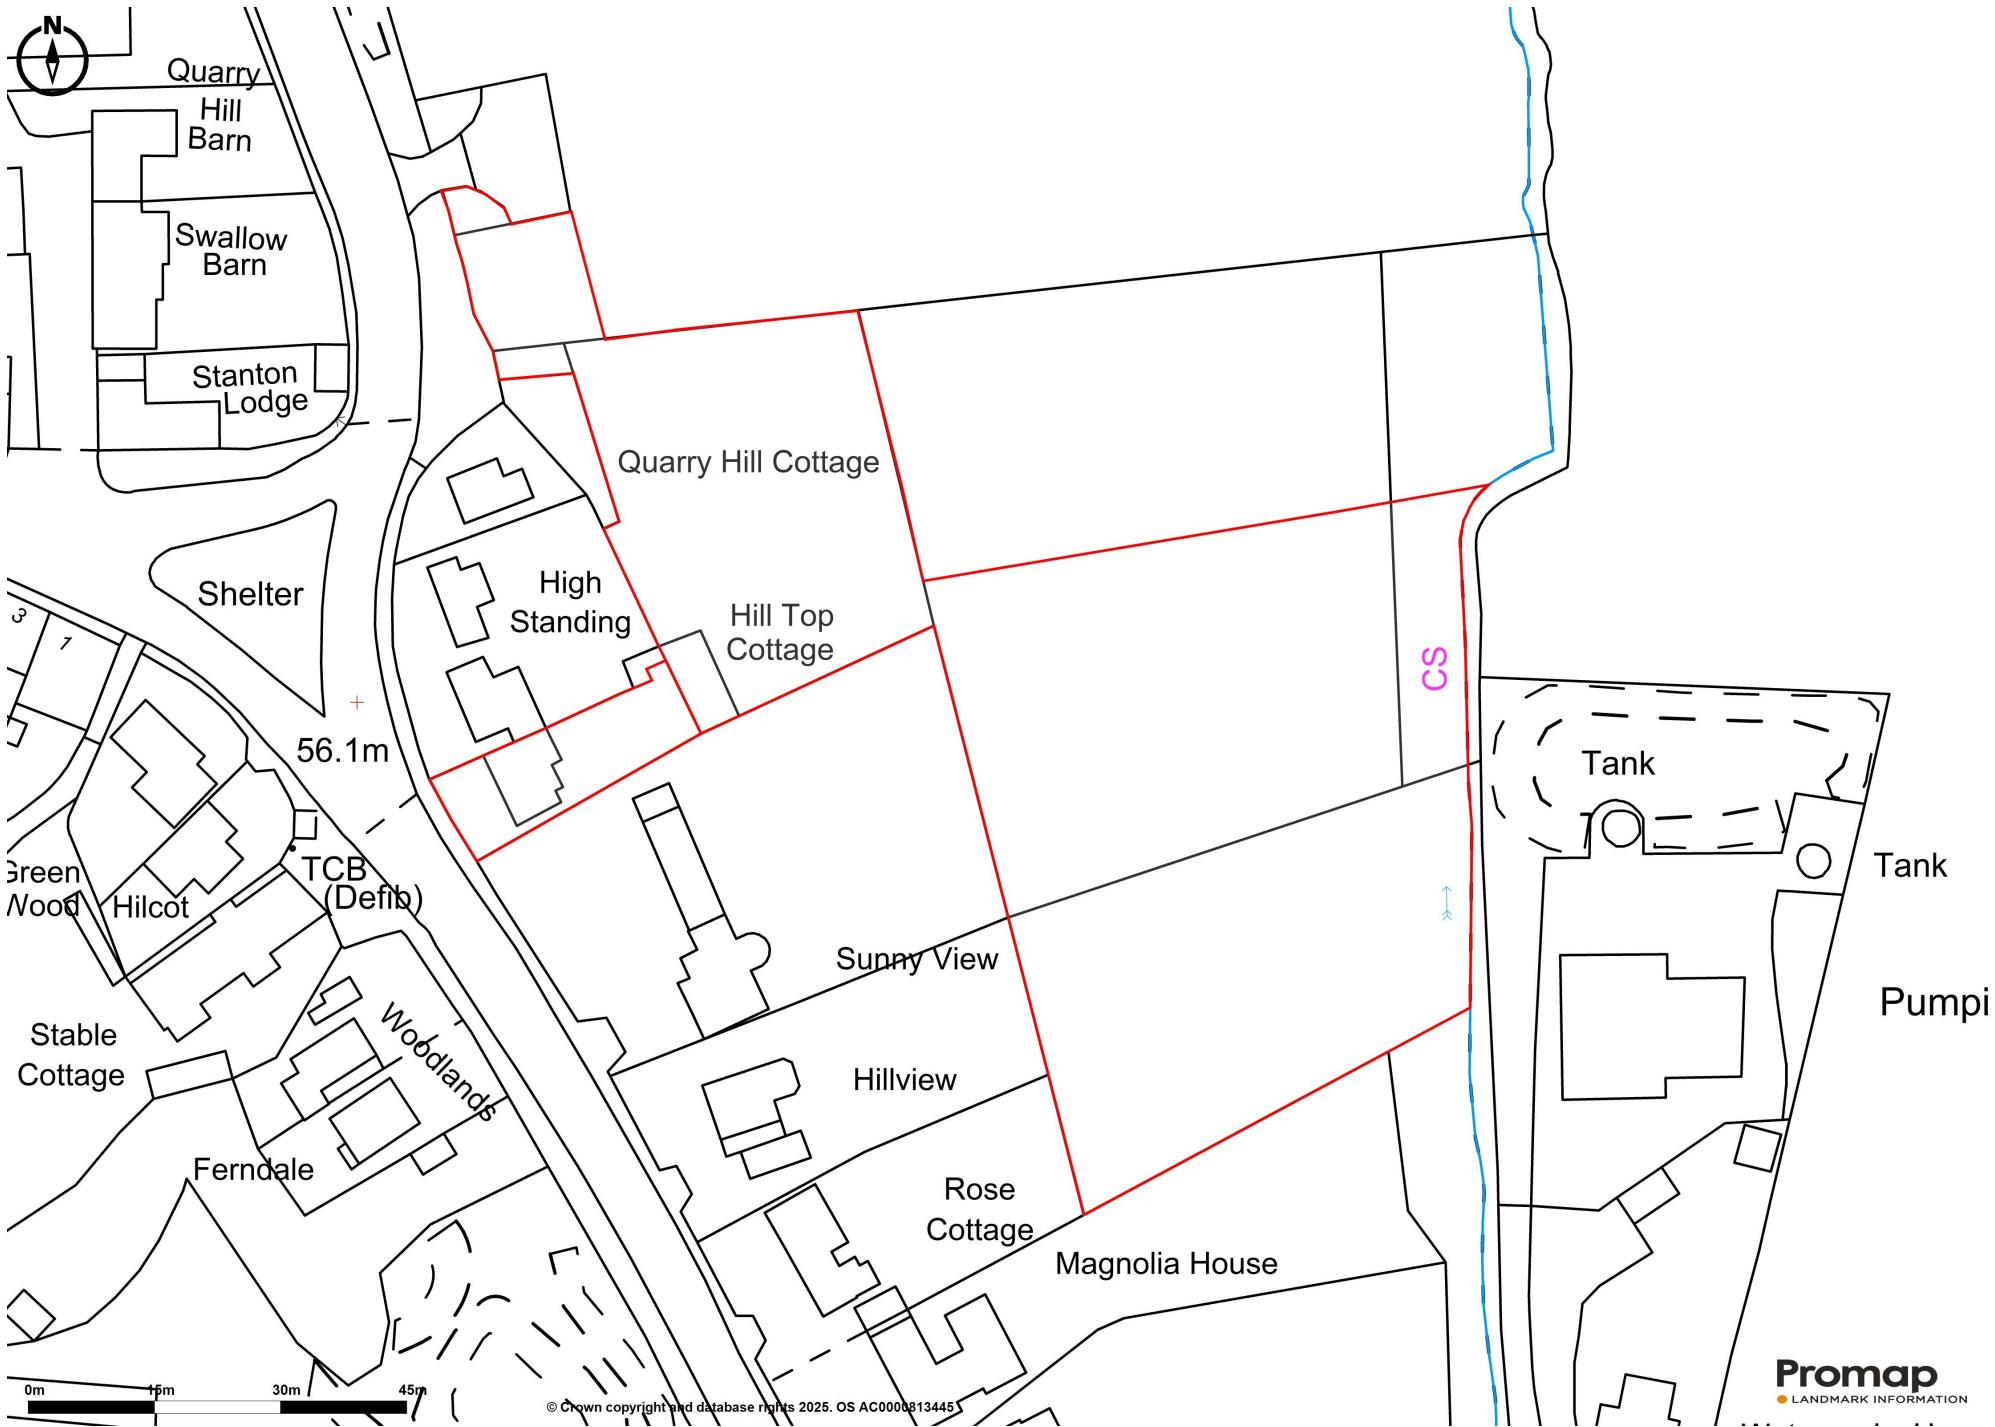 N
Quarry
Hill
Barn
Swallow
Barn
Stanton
Lodge
Quarry Hill Cottage
Shelter
High
Standing
Hill Top
Cottage
3
1
CS
56.1m
Tank
TCB
(Defib)
Tank
Green
Wood
Hilcot
Sunny View
Pumpi
Stable
Cottage
Woodlands
Hillview
Ferndale
Rose
Cottage
Magnolia House
0m 15m 30m 45m
© Crown copyright and database rights 2025. OS AC0000813445
Promap
LANDMARK INFORMATION